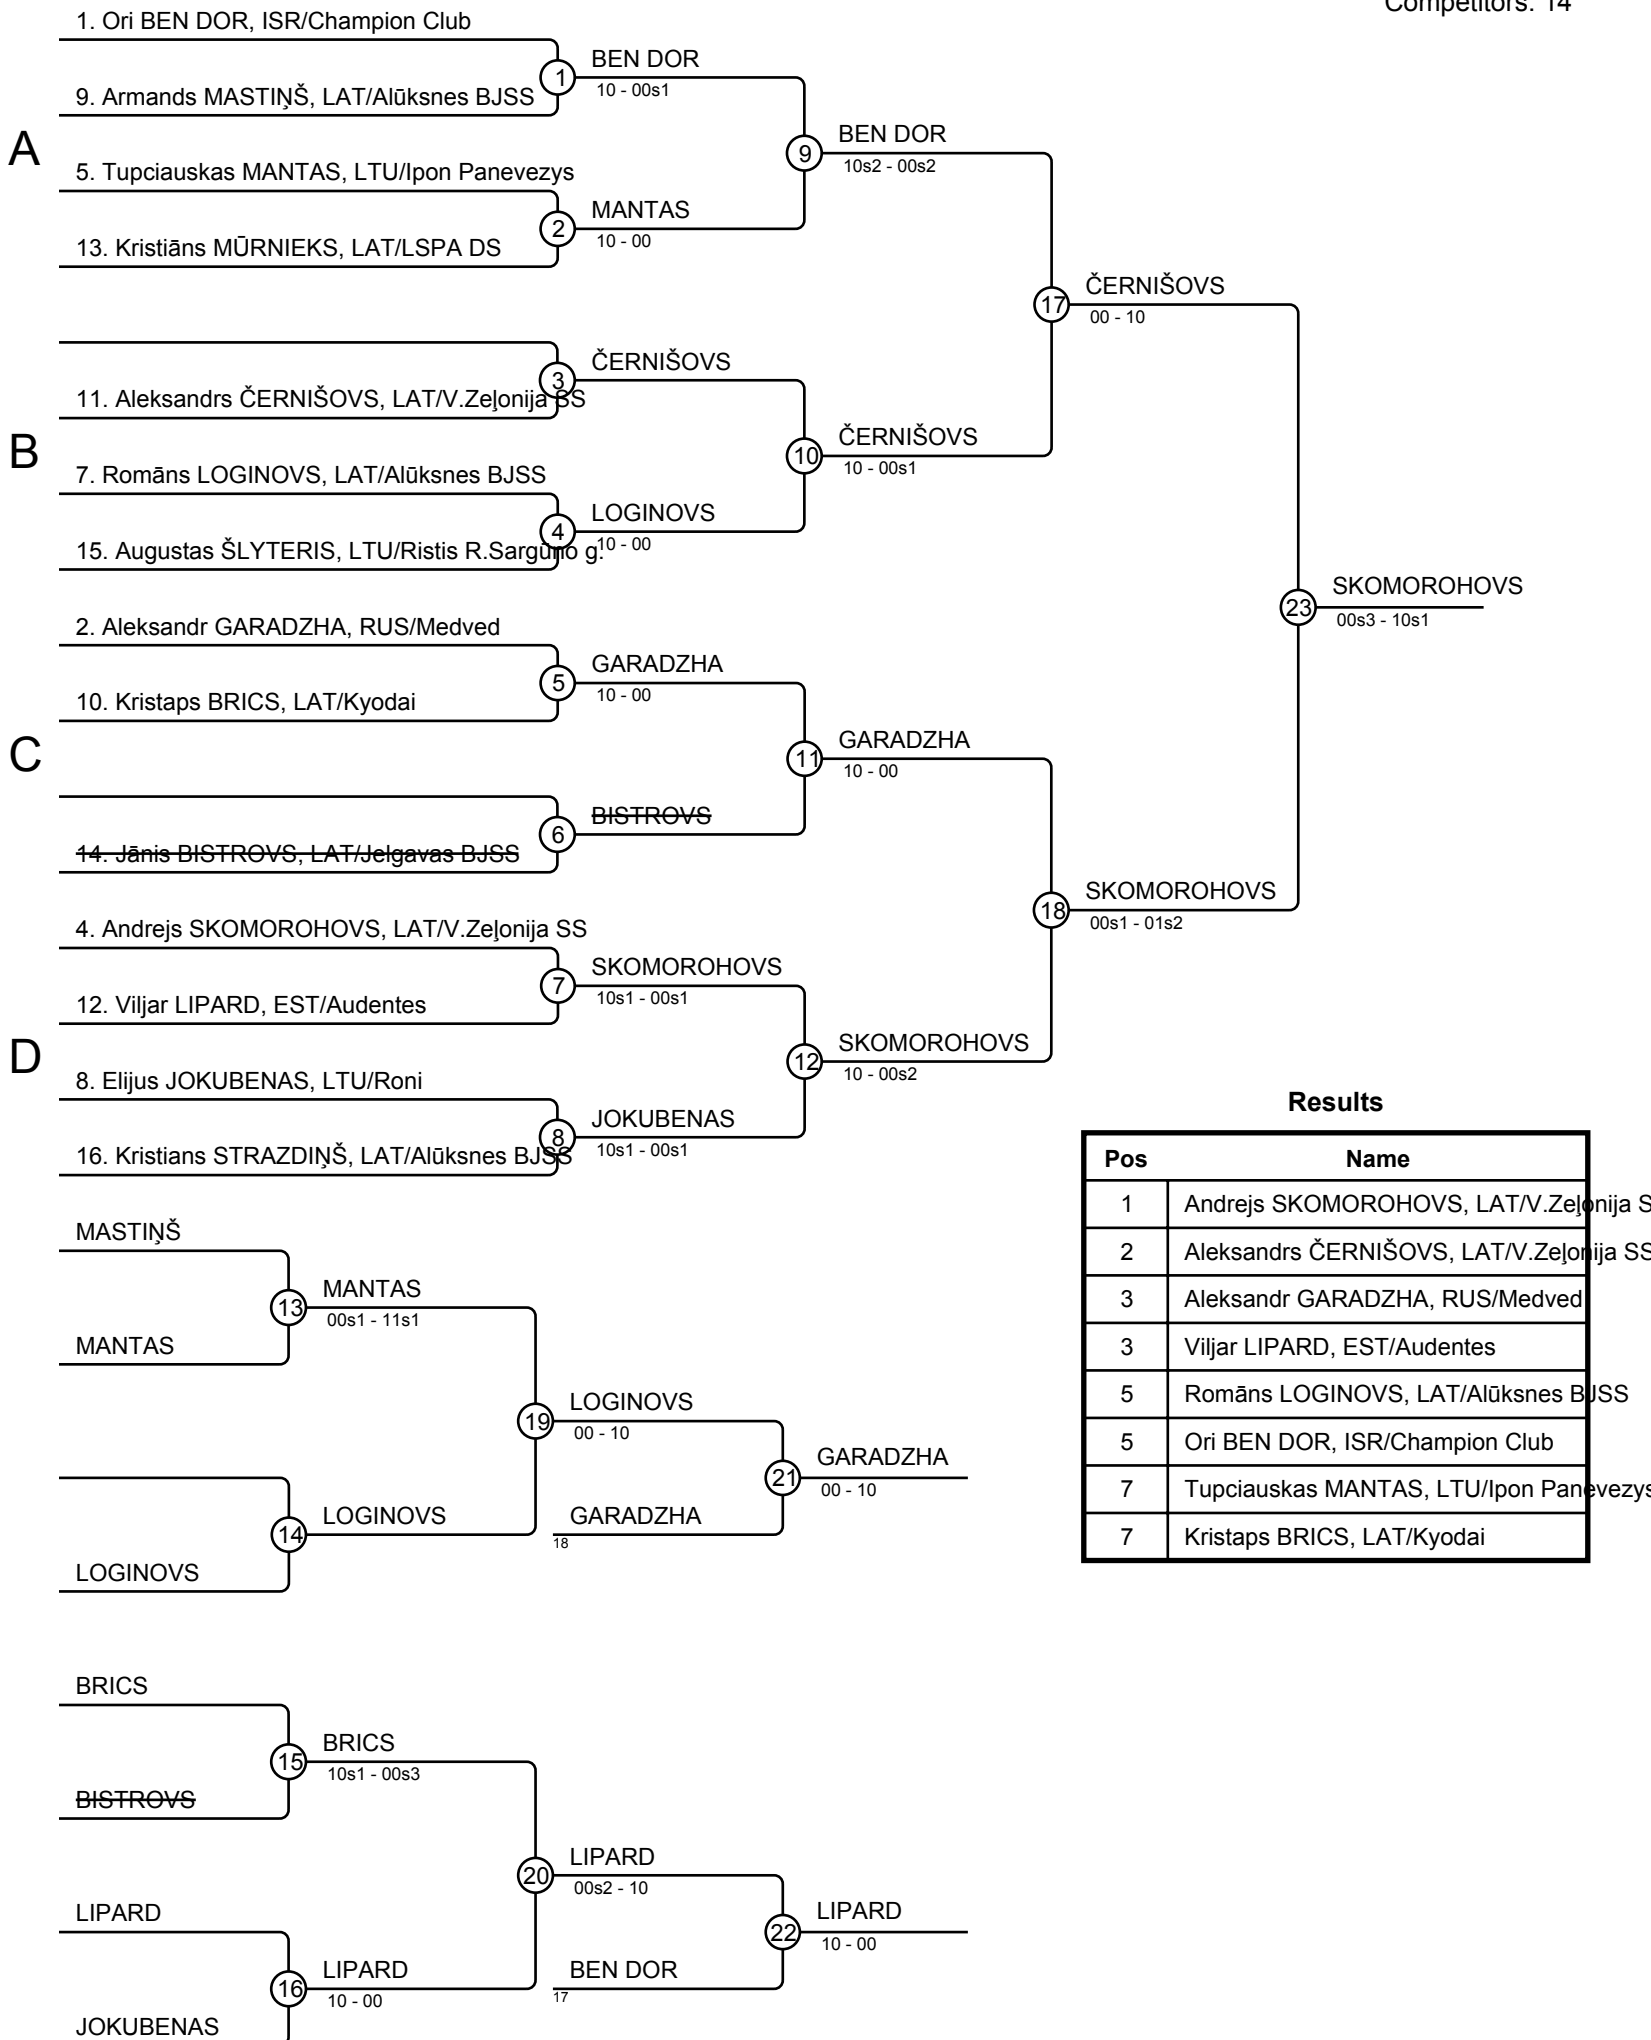 Competitors: 14
1. Ori BEN DOR, ISR/Champion Club
BEN DOR
1
10 - 00s1
9. Armands MASTIŅŠ, LAT/Alūksnes BJSS
A
BEN DOR
9
10s2 - 00s2
5. Tupciauskas MANTAS, LTU/Ipon Panevezys
MANTAS
2
10 - 00
13. Kristiāns MŪRNIEKS, LAT/LSPA DS
ČERNIŠOVS
17
00 - 10
ČERNIŠOVS
3
11. Aleksandrs ČERNIŠOVS, LAT/V.Zeļonija SS
B
ČERNIŠOVS
10
10 - 00s1
7. Romāns LOGINOVS, LAT/Alūksnes BJSS
LOGINOVS
4
10 - 00
15. Augustas ŠLYTERIS, LTU/Ristis R.Sargūno g.
SKOMOROHOVS
23
00s3 - 10s1
2. Aleksandr GARADZHA, RUS/Medved
GARADZHA
5
10 - 00
10. Kristaps BRICS, LAT/Kyodai
C
GARADZHA
11
10 - 00
BISTROVS
6
14. Jānis BISTROVS, LAT/Jelgavas BJSS
SKOMOROHOVS
18
00s1 - 01s2
4. Andrejs SKOMOROHOVS, LAT/V.Zeļonija SS
SKOMOROHOVS
7
10s1 - 00s1
12. Viljar LIPARD, EST/Audentes
D
SKOMOROHOVS
12
10 - 00s2
8. Elijus JOKUBENAS, LTU/Roni
JOKUBENAS
8
10s1 - 00s1
16. Kristians STRAZDIŅŠ, LAT/Alūksnes BJSS
Results
Pos Name
1 Andrejs SKOMOROHOVS, LAT/V.Zeļonija S
2 Aleksandrs ČERNIŠOVS, LAT/V.Zeļonija SS
3 Aleksandr GARADZHA, RUS/Medved
3 Viljar LIPARD, EST/Audentes
5 Romāns LOGINOVS, LAT/Alūksnes BJSS
5 Ori BEN DOR, ISR/Champion Club
7 Tupciauskas MANTAS, LTU/Ipon Panevezys
7 Kristaps BRICS, LAT/Kyodai
MASTIŅŠ
MANTAS
13
00s1 - 11s1
MANTAS
LOGINOVS
19
00 - 10
GARADZHA
21
00 - 10
LOGINOVS
14
GARADZHA
18
LOGINOVS
BRICS
BRICS
15
10s1 - 00s3
BISTROVS
LIPARD
20
00s2 - 10
LIPARD
LIPARD
22
10 - 00
LIPARD
16
10 - 00
BEN DOR
17
JOKUBENAS